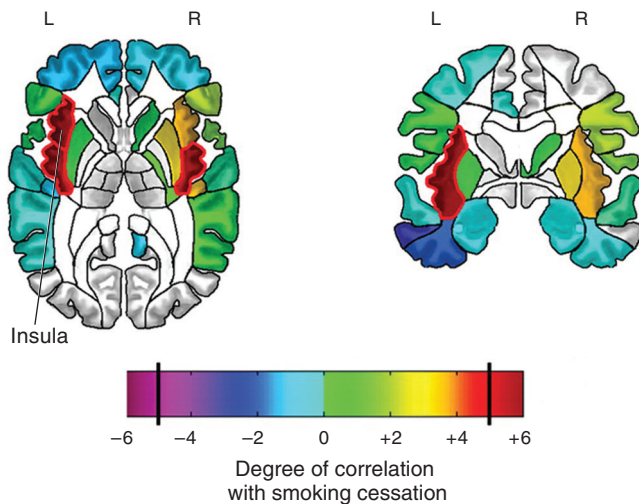 L R L R
Insula
–6 –4 –2 0 +2 +4 +6
Degree of correlation
with smoking cessation